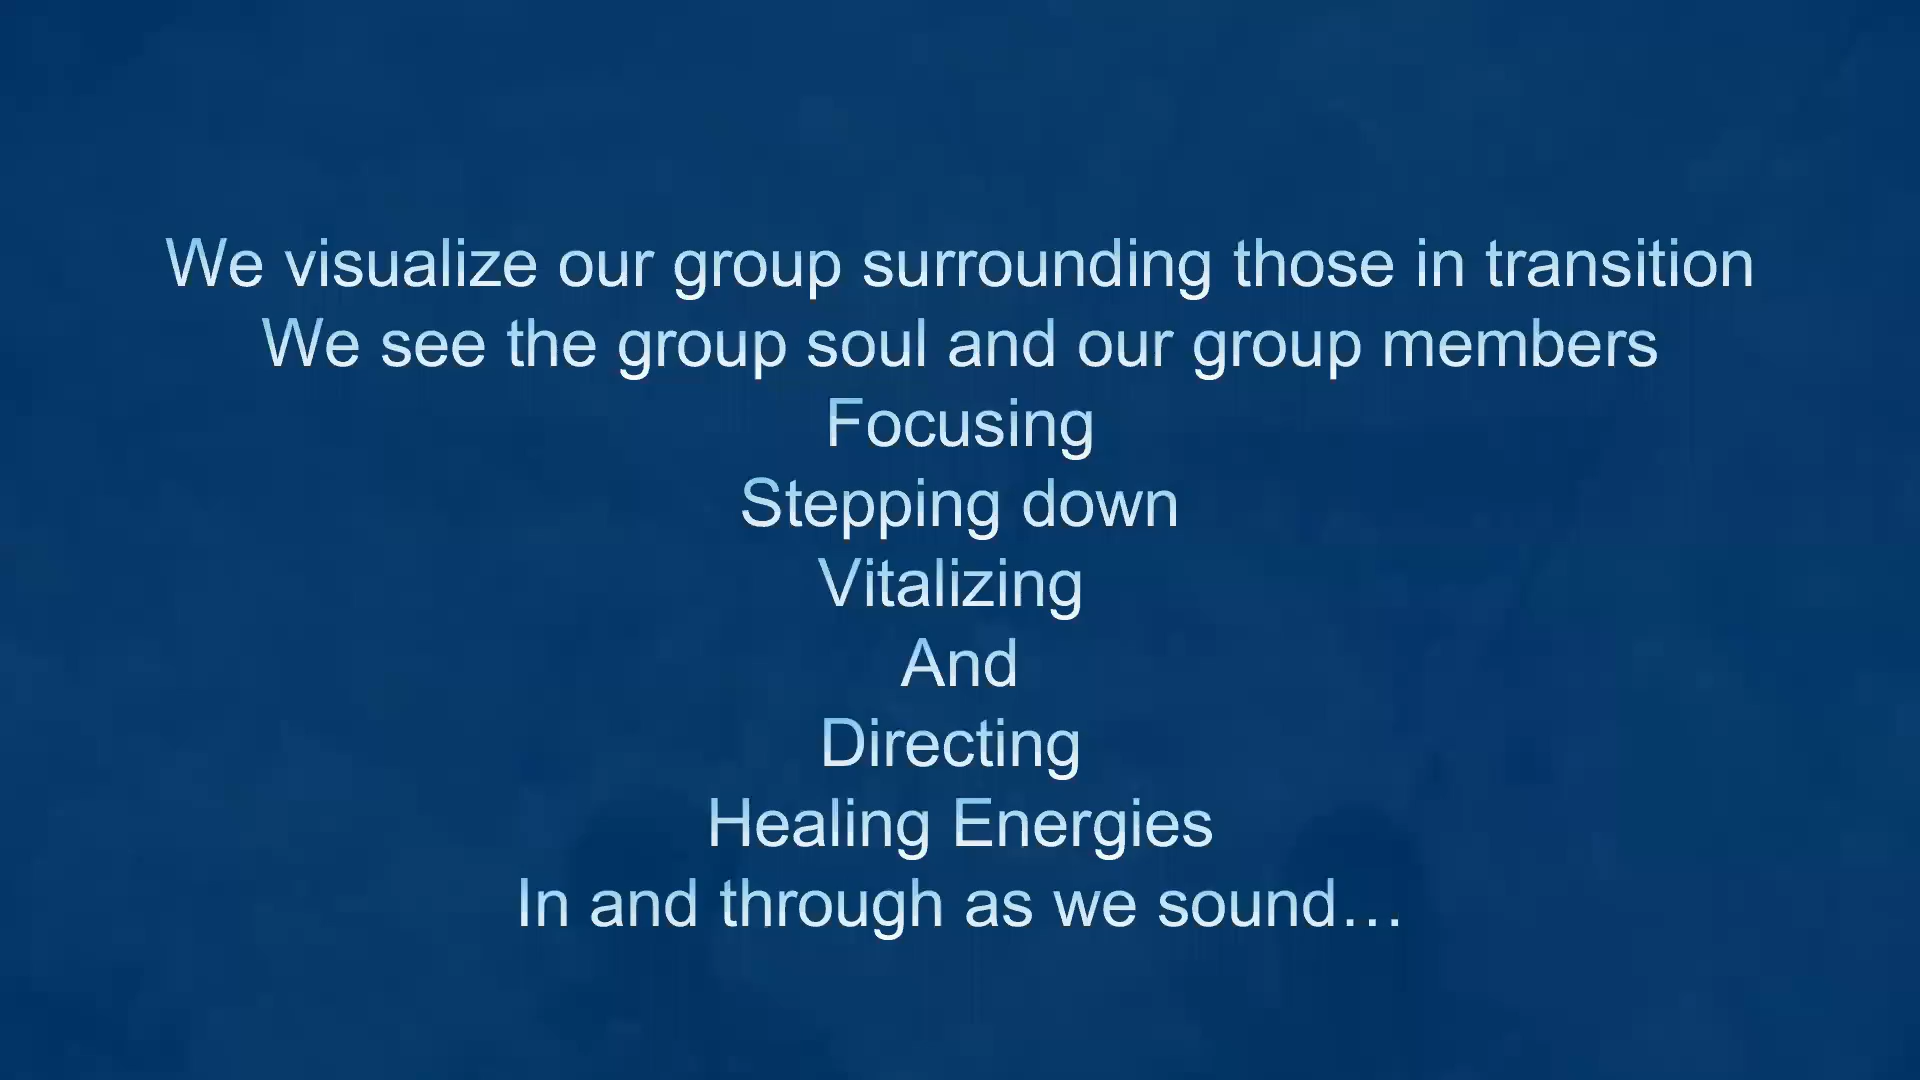 We visualize our group surrounding those in transition
We see the group soul and our group members
Focusing
Stepping down
Vitalizing
And
Directing
Healing Energies
In and through as we sound…